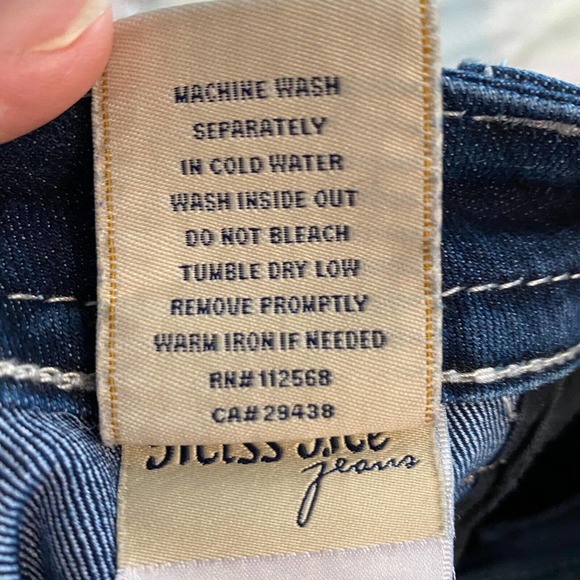 MACHINE WASH
SEPARATELY
IN COLD WATER
WASH INSIDE OUT
DO NOT BLEACH
TUMBLE DRY LOW
REMOVE PROMPTLY
WARM IRON IF NEEDED
RN# 112568
CA# 29438
jeans